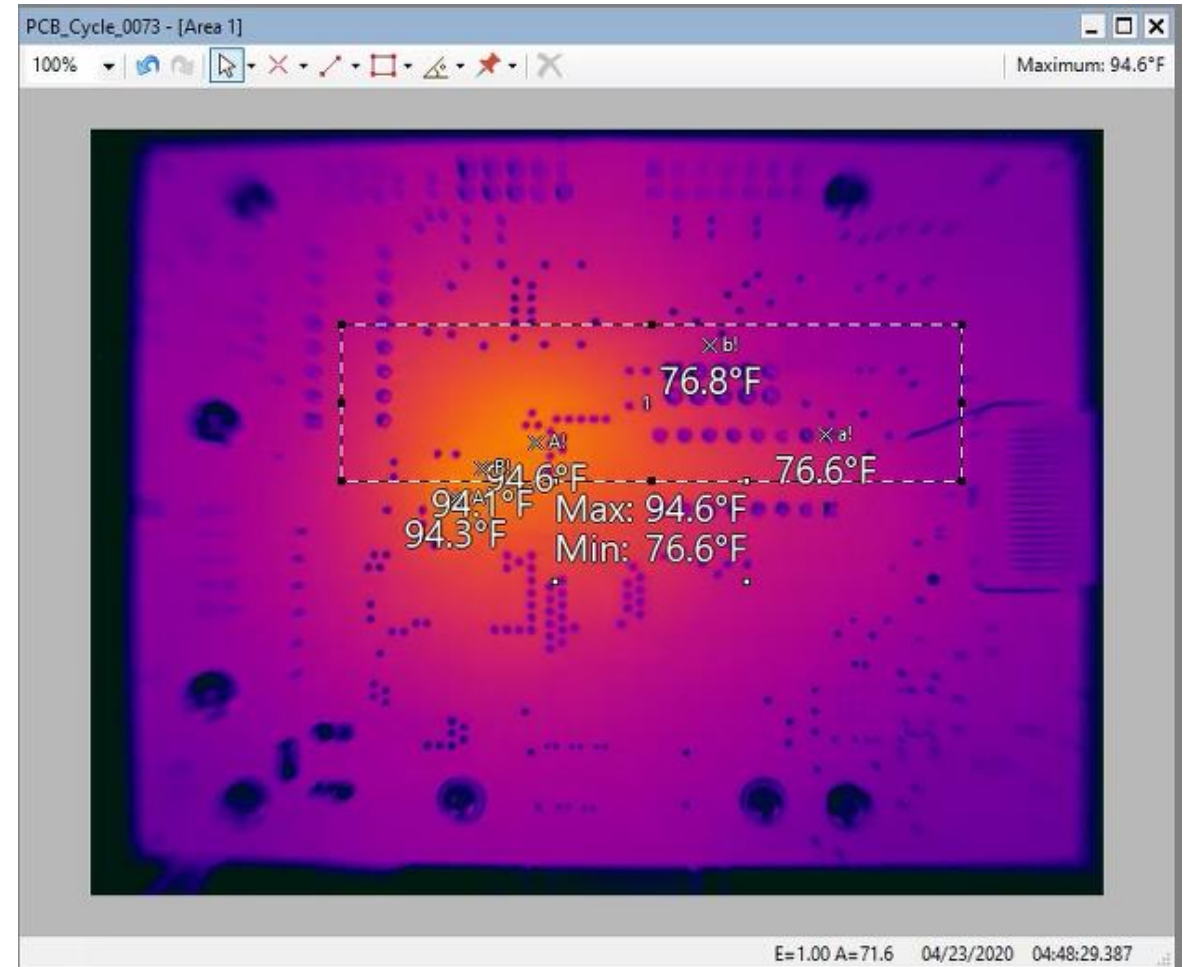 PCB_Cycle_0073 - [Area 1]
100%
Maximum: 94.6°F
b!
76.8°F
1
A!
a!
B!
94.6°F
76.6°F
A
94.1°F
Max: 94.6°F
94.3°F
Min: 76.6°F
E=1.00 A=71.6 04/23/2020 04:48:29.387